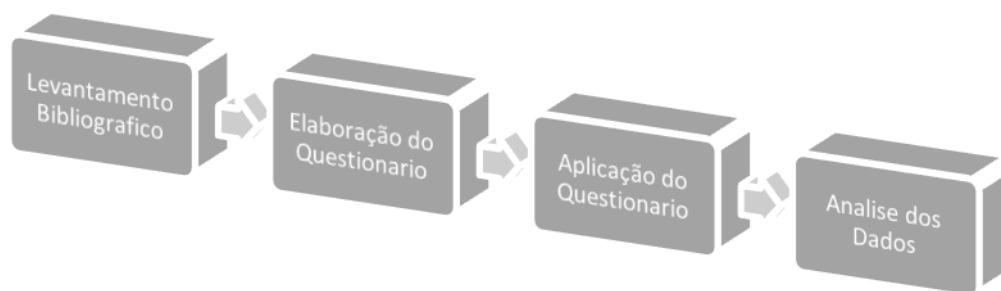 Levantamento
Bibliografico
Elaboração do
Questionario
Aplicação do
Questionario
Analise dos
Dados